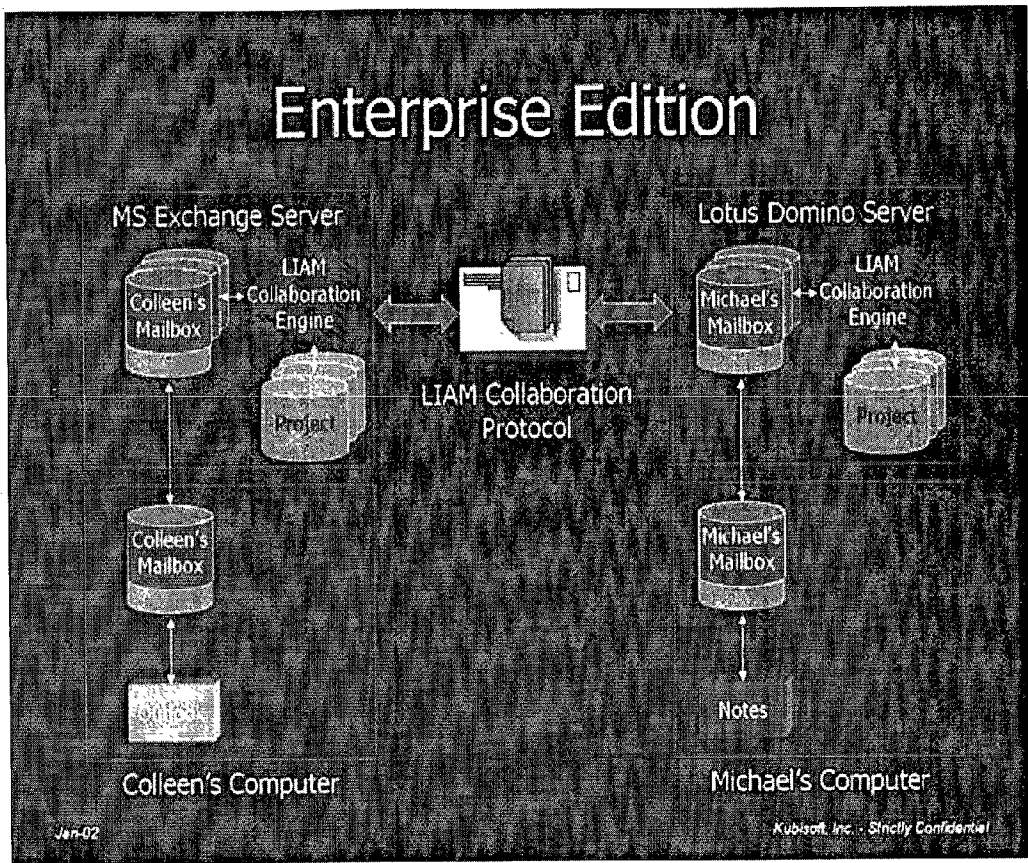 Enterprise Edition
MS Exchange Server
Colleen's
Mailbox
LIAM
Collaboration
Engine
Project
Colleen's
Mailbox
Outlook
Colleen's Computer
LIAM Collaboration
Protocol
Lotus Domino Server
Michael's
Mailbox
LIAM
Collaboration
Engine
Project
Michael's
Mailbox
Notes
Michael's Computer
Jan-02
Kubisoft, Inc. - Strictly Confidential